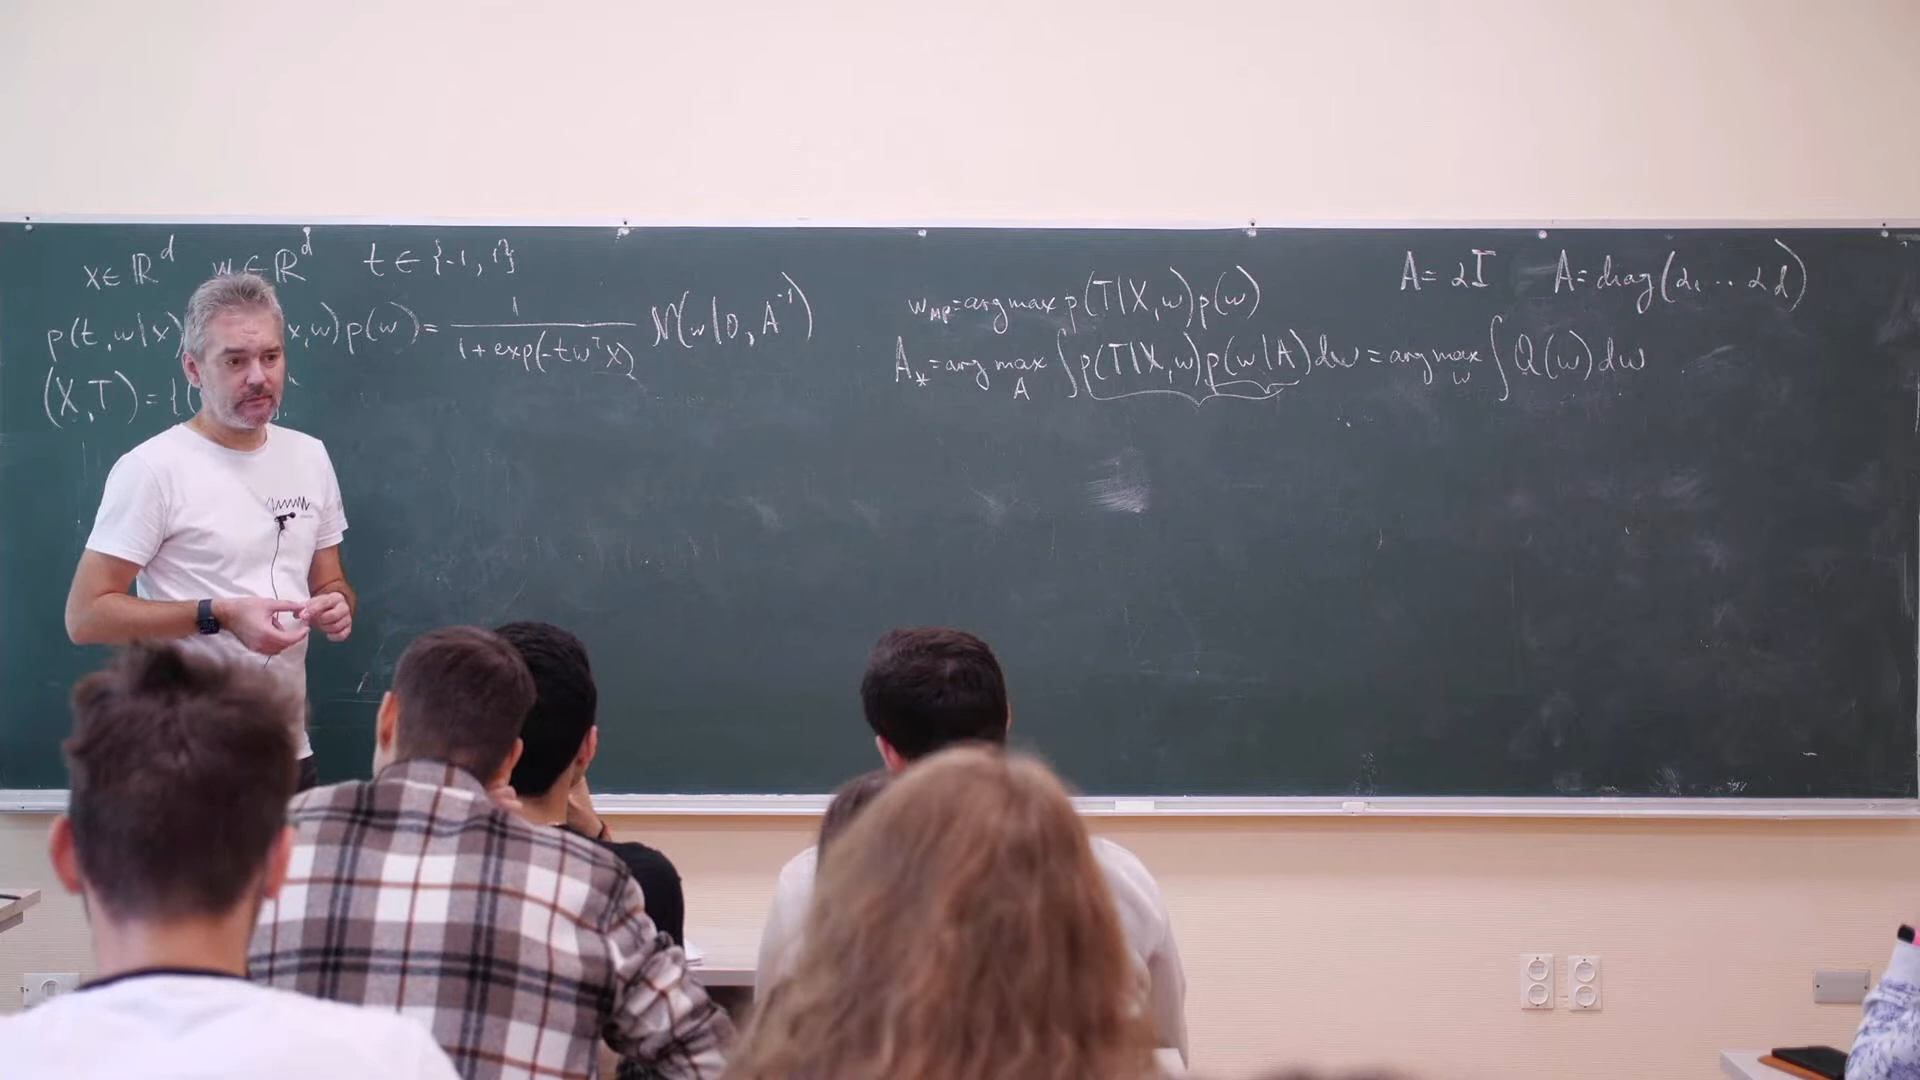 x ∈ ℝ^d w ∈ ℝ^d t ∈ {-1, 1}
p(t, w|x) x, w) p(w) = 1 / (1 + exp(-t w^T x)) N(w|0, A^{-1})
(X, T) = {(
A = αI A = diag(α₁ .. αd)
w_MP = arg max p(T|X, w) p(w)
A_* = arg max_A ∫ p(T|X, w) p(w|A) dw = arg max_w ∫ Q(w) dw